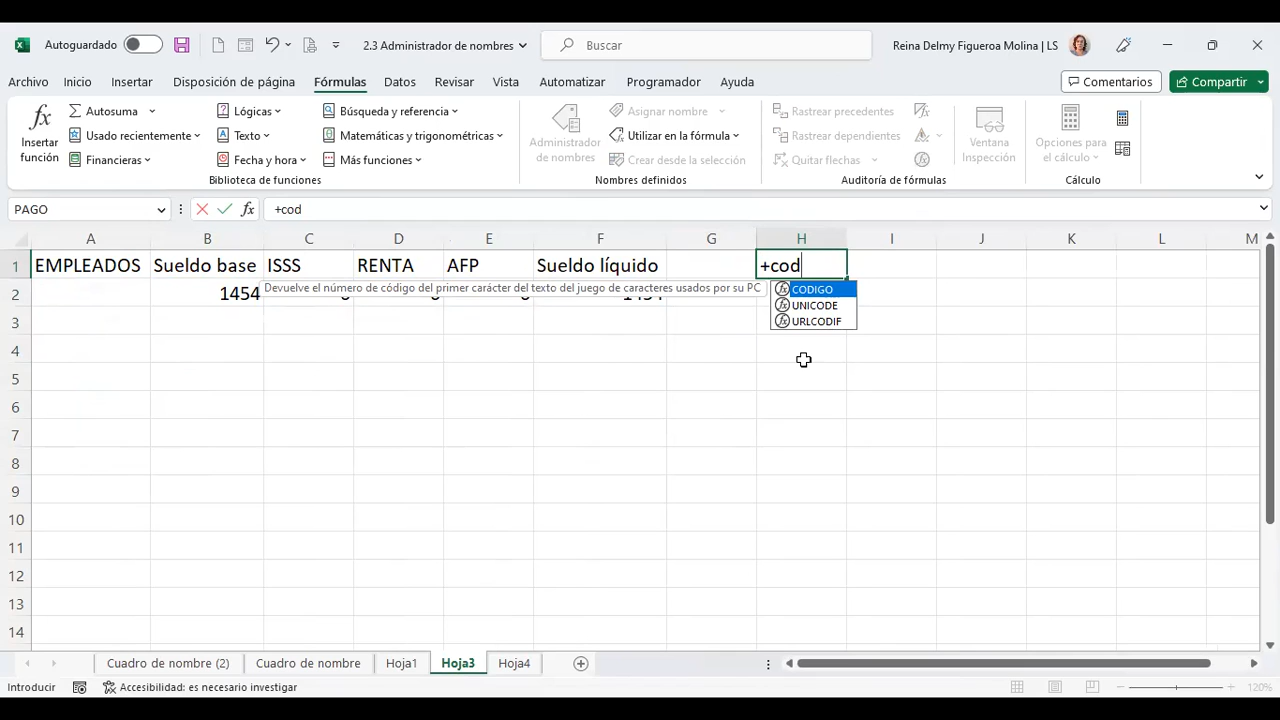 Autoguardado
2.3 Administrador de nombres
Buscar
Reina Delmy Figueroa Molina | LS
Archivo Inicio Insertar Disposición de página Fórmulas Datos Revisar Vista Automatizar Programador Ayuda
Comentarios
Compartir
Insertar función
Autosuma
Usado recientemente
Financieras
Lógicas
Texto
Fecha y hora
Búsqueda y referencia
Matemáticas y trigonométricas
Más funciones
Biblioteca de funciones
Administrador de nombres
Asignar nombre
Utilizar en la fórmula
Crear desde la selección
Nombres definidos
Rastrear precedentes
Rastrear dependientes
Quitar flechas
Auditoría de fórmulas
Ventana Inspección
Opciones para el cálculo
Cálculo
PAGO
fx
+cod
A B C D E F G H I J K L M
1 EMPLEADOS Sueldo base ISSS RENTA AFP Sueldo líquido +cod
2 1454
Devuelve el número de código del primer carácter del texto del juego de caracteres usados por su PC
CODIGO
UNICODE
URLCODIF
3
4
5
6
7
8
9
10
11
12
13
14
Cuadro de nombre (2) Cuadro de nombre Hoja1 Hoja3 Hoja4
Introducir
Accesibilidad: es necesario investigar
120%